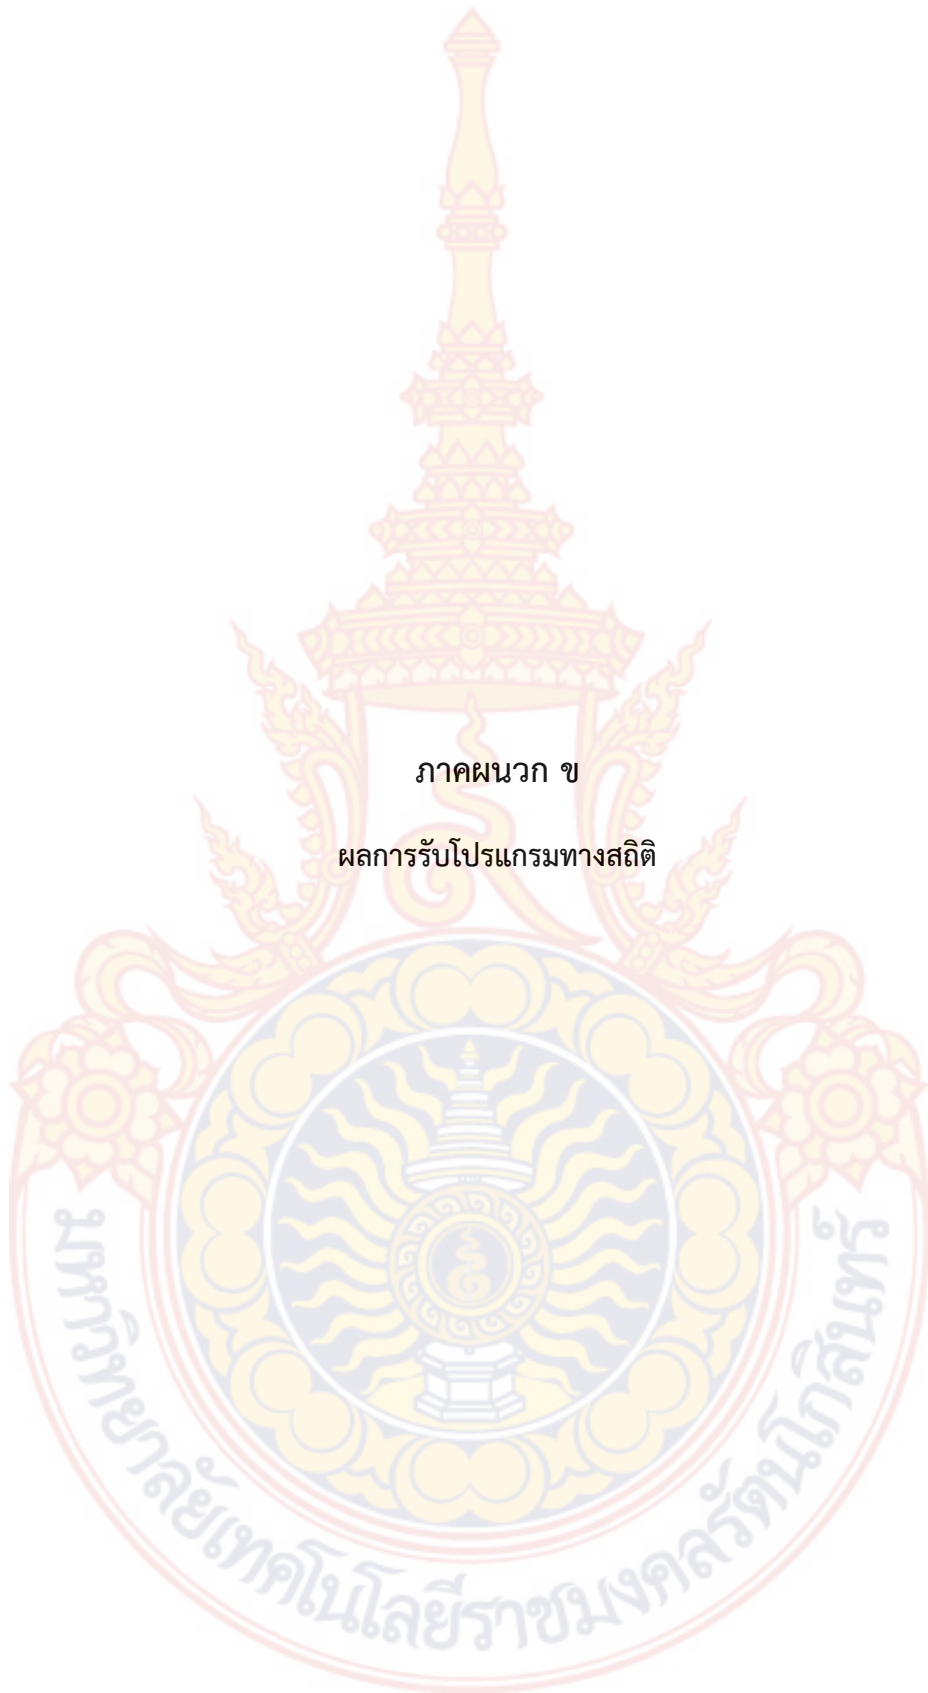 ภาคผนวก ข
ผลการรับโปรแกรมทางสถิติ
มหาวิทยาลัยเทคโนโลยีราชมงคลรัตนโกสินทร์